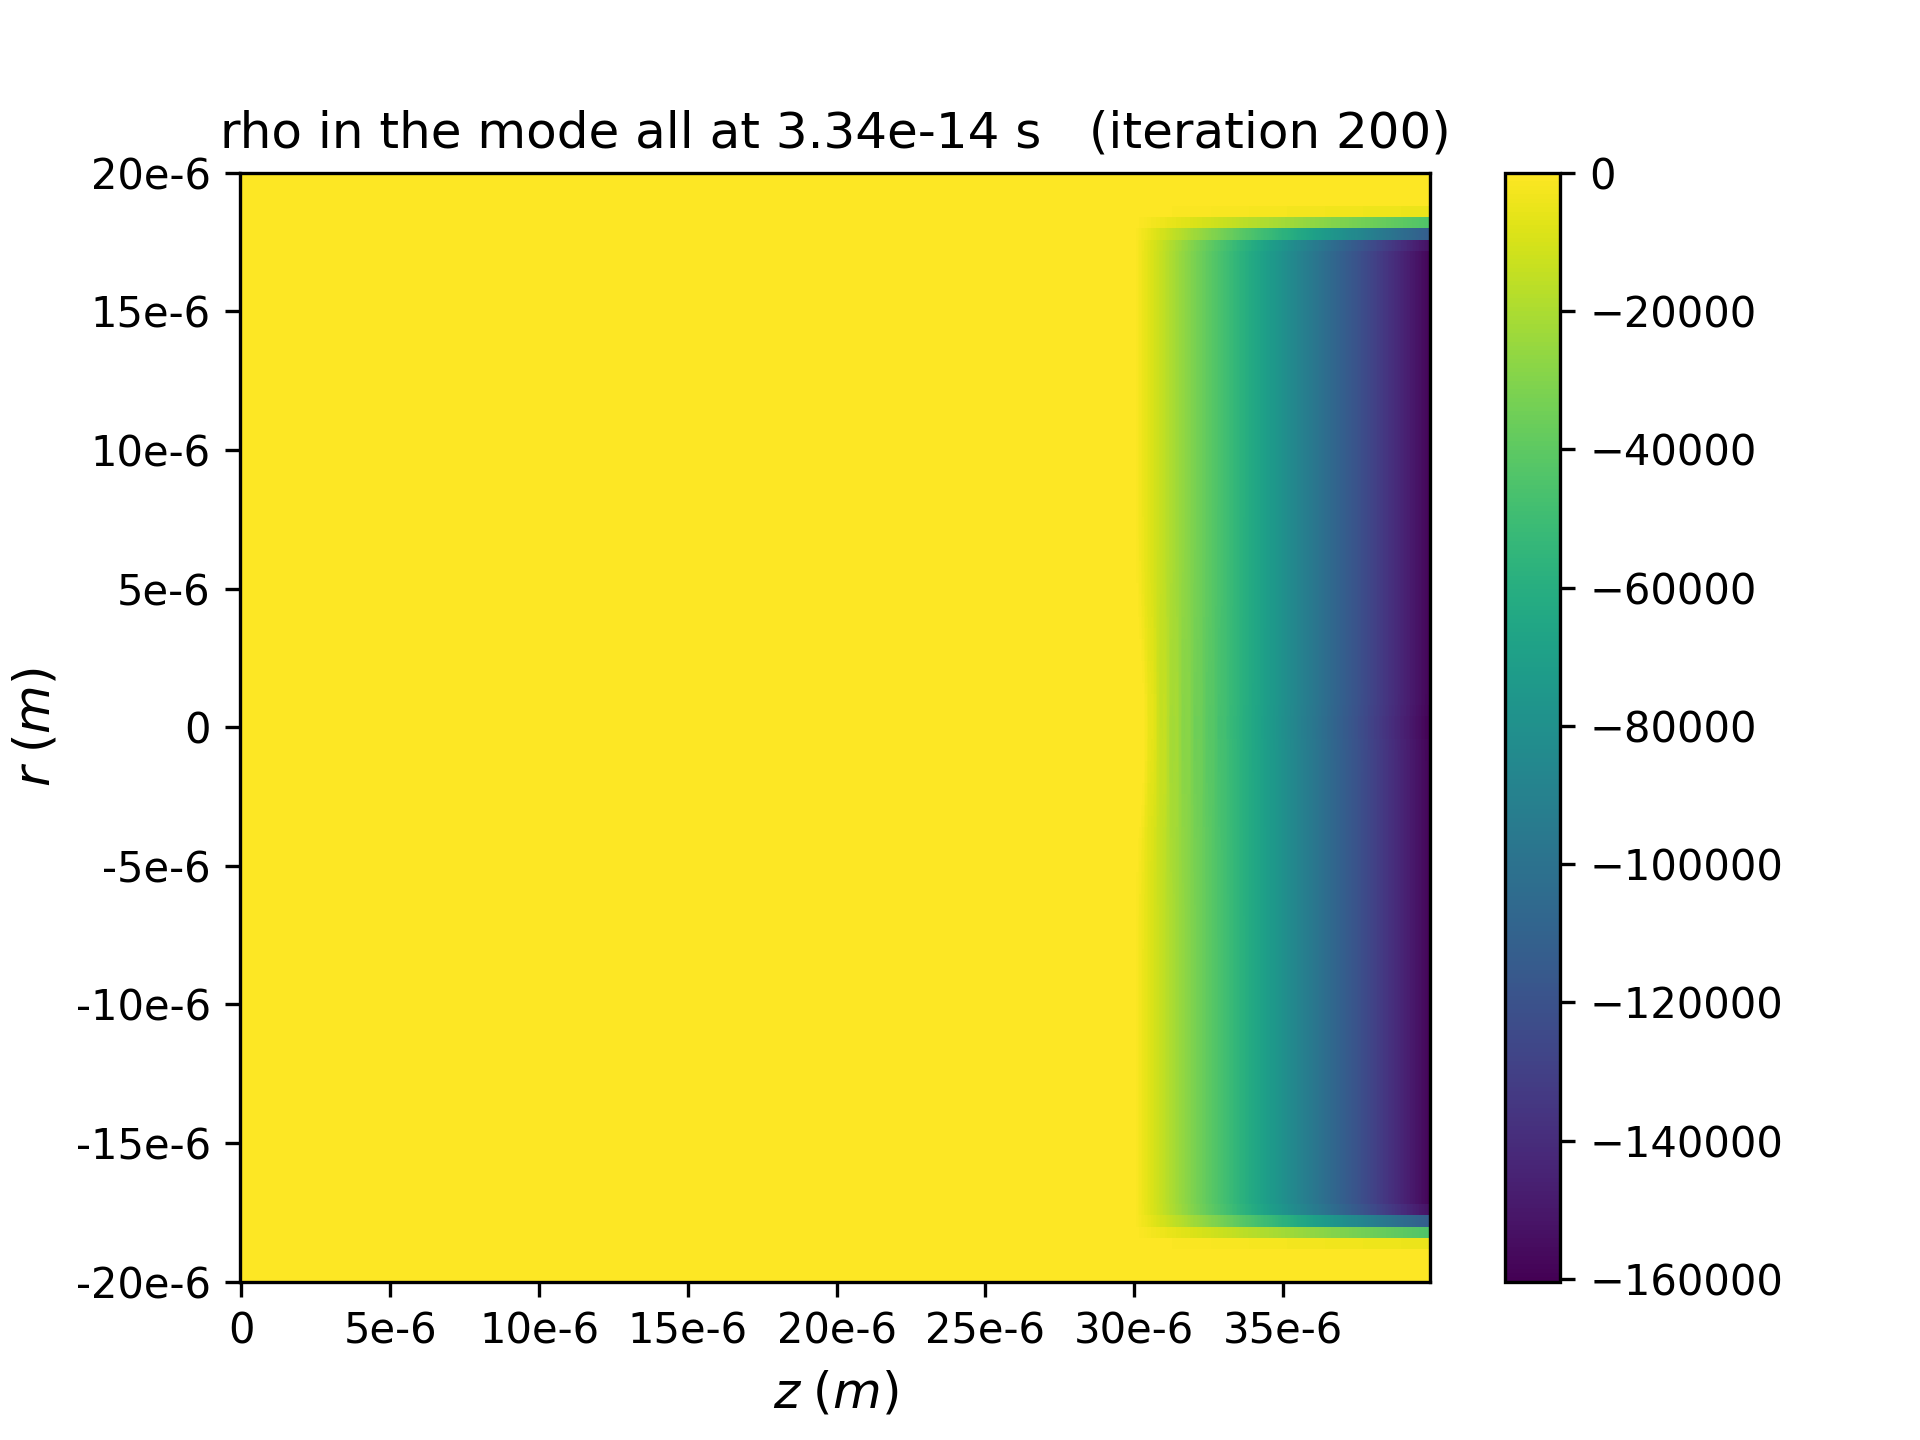 rho in the mode all at 3.34e-14 s   (iteration 200)
20e-6
15e-6
10e-6
5e-6
0
-5e-6
-10e-6
-15e-6
-20e-6
r (m)
0 5e-6 10e-6 15e-6 20e-6 25e-6 30e-6 35e-6
z (m)
0
−20000
−40000
−60000
−80000
−100000
−120000
−140000
−160000